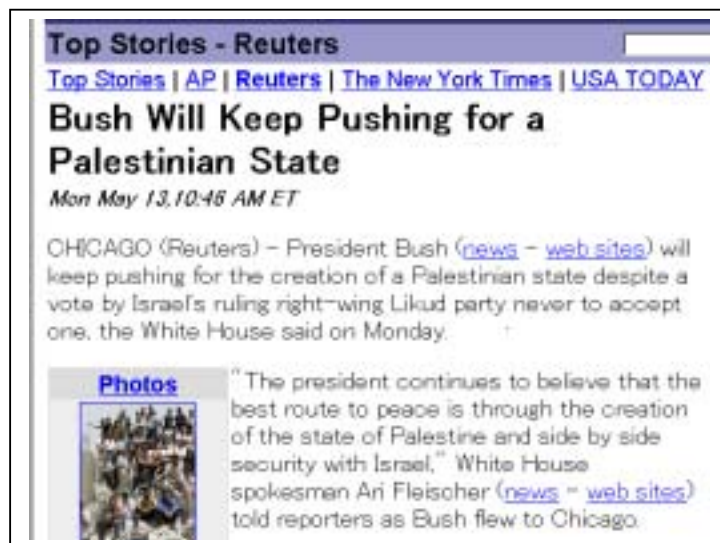 Top Stories - Reuters
Top Stories | AP | Reuters | The New York Times | USA TODAY
Bush Will Keep Pushing for a
Palestinian State
Mon May 13,10:46 AM ET
CHICAGO (Reuters) - President Bush (news - web sites) will
keep pushing for the creation of a Palestinian state despite a
vote by Israel's ruling right-wing Likud party never to accept
one, the White House said on Monday.
Photos
"The president continues to believe that the
best route to peace is through the creation
of the state of Palestine and side by side
security with Israel," White House
spokesman Ari Fleischer (news - web sites)
told reporters as Bush flew to Chicago.